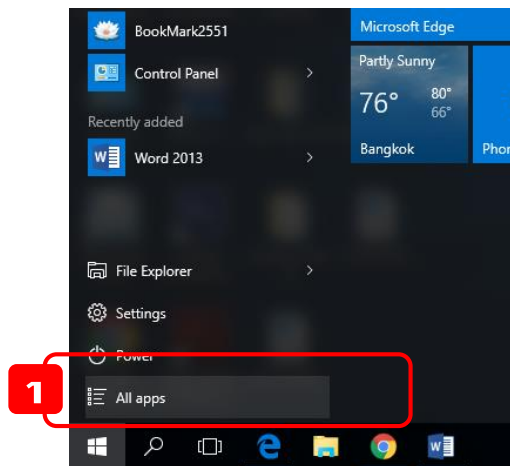 BookMark2551
Control Panel
Recently added
Word 2013
File Explorer
Settings
Power
All apps
1
Microsoft Edge
Partly Sunny
76° 80°
66°
Bangkok
Phon